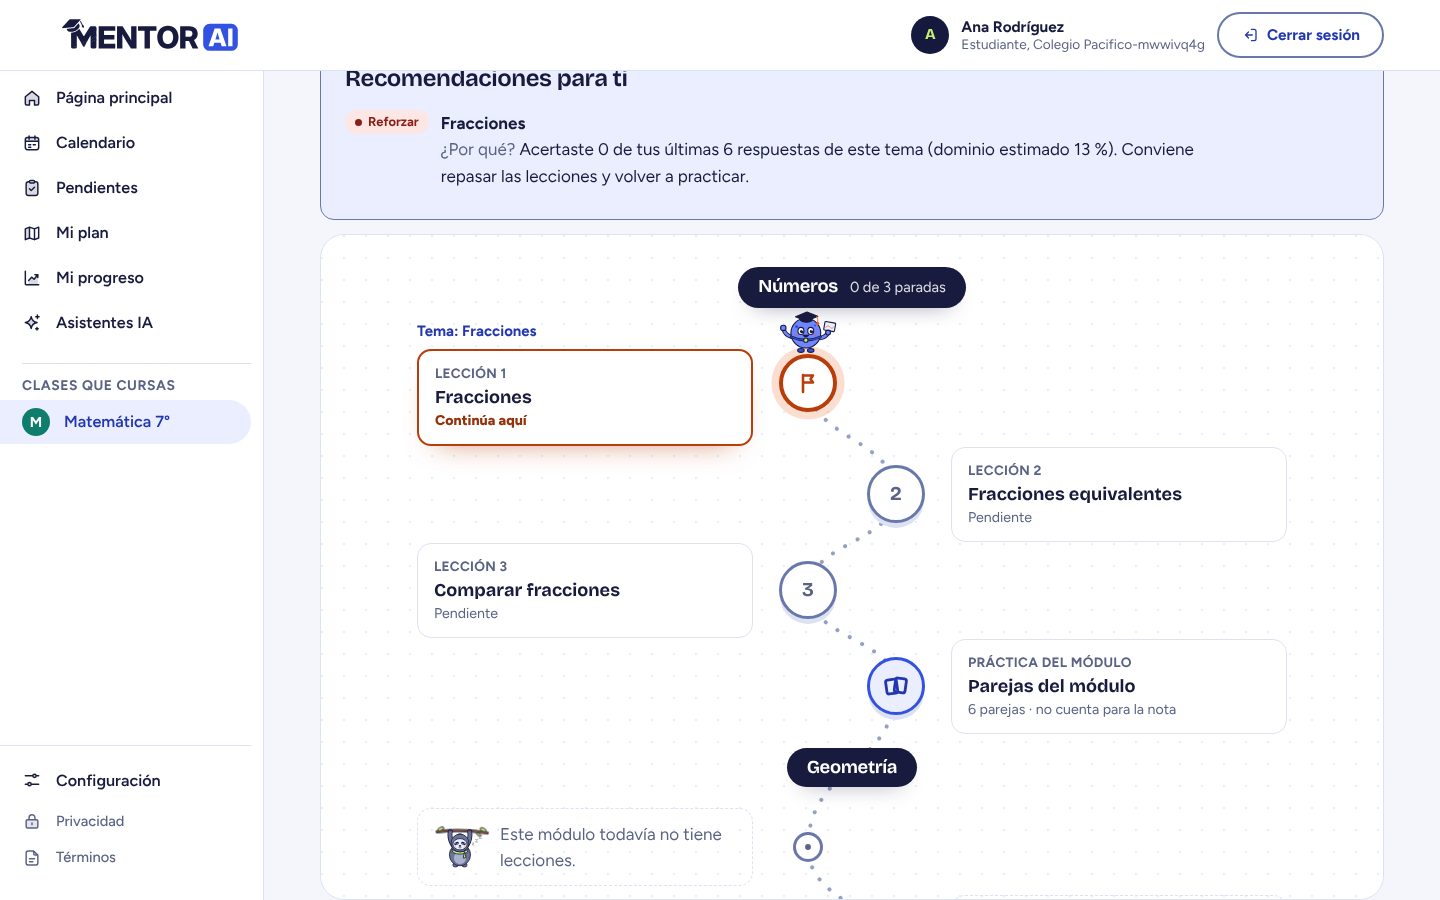 MENTOR AI
A
Ana Rodríguez
Estudiante, Colegio Pacifico-mwwivq4g
Cerrar sesión
Página principal
Calendario
Pendientes
Mi plan
Mi progreso
Asistentes IA
CLASES QUE CURSAS
M
Matemática 7°
Configuración
Privacidad
Términos
Recomendaciones para ti
Reforzar
Fracciones
¿Por qué? Acertaste 0 de tus últimas 6 respuestas de este tema (dominio estimado 13 %). Conviene
repasar las lecciones y volver a practicar.
Números 0 de 3 paradas
Tema: Fracciones
LECCIÓN 1
Fracciones
Continúa aquí
2
LECCIÓN 2
Fracciones equivalentes
Pendiente
LECCIÓN 3
Comparar fracciones
Pendiente
3
PRÁCTICA DEL MÓDULO
Parejas del módulo
6 parejas · no cuenta para la nota
Geometría
Este módulo todavía no tiene
lecciones.